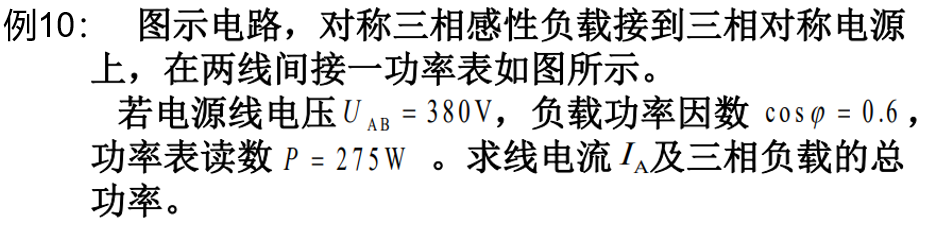 例10： 图示电路，对称三相感性负载接到三相对称电源
上，在两线间接一功率表如图所示。
若电源线电压 U AB = 380V，负载功率因数 cosφ = 0.6，
功率表读数 P = 275W 。求线电流 IA及三相负载的总
功率。